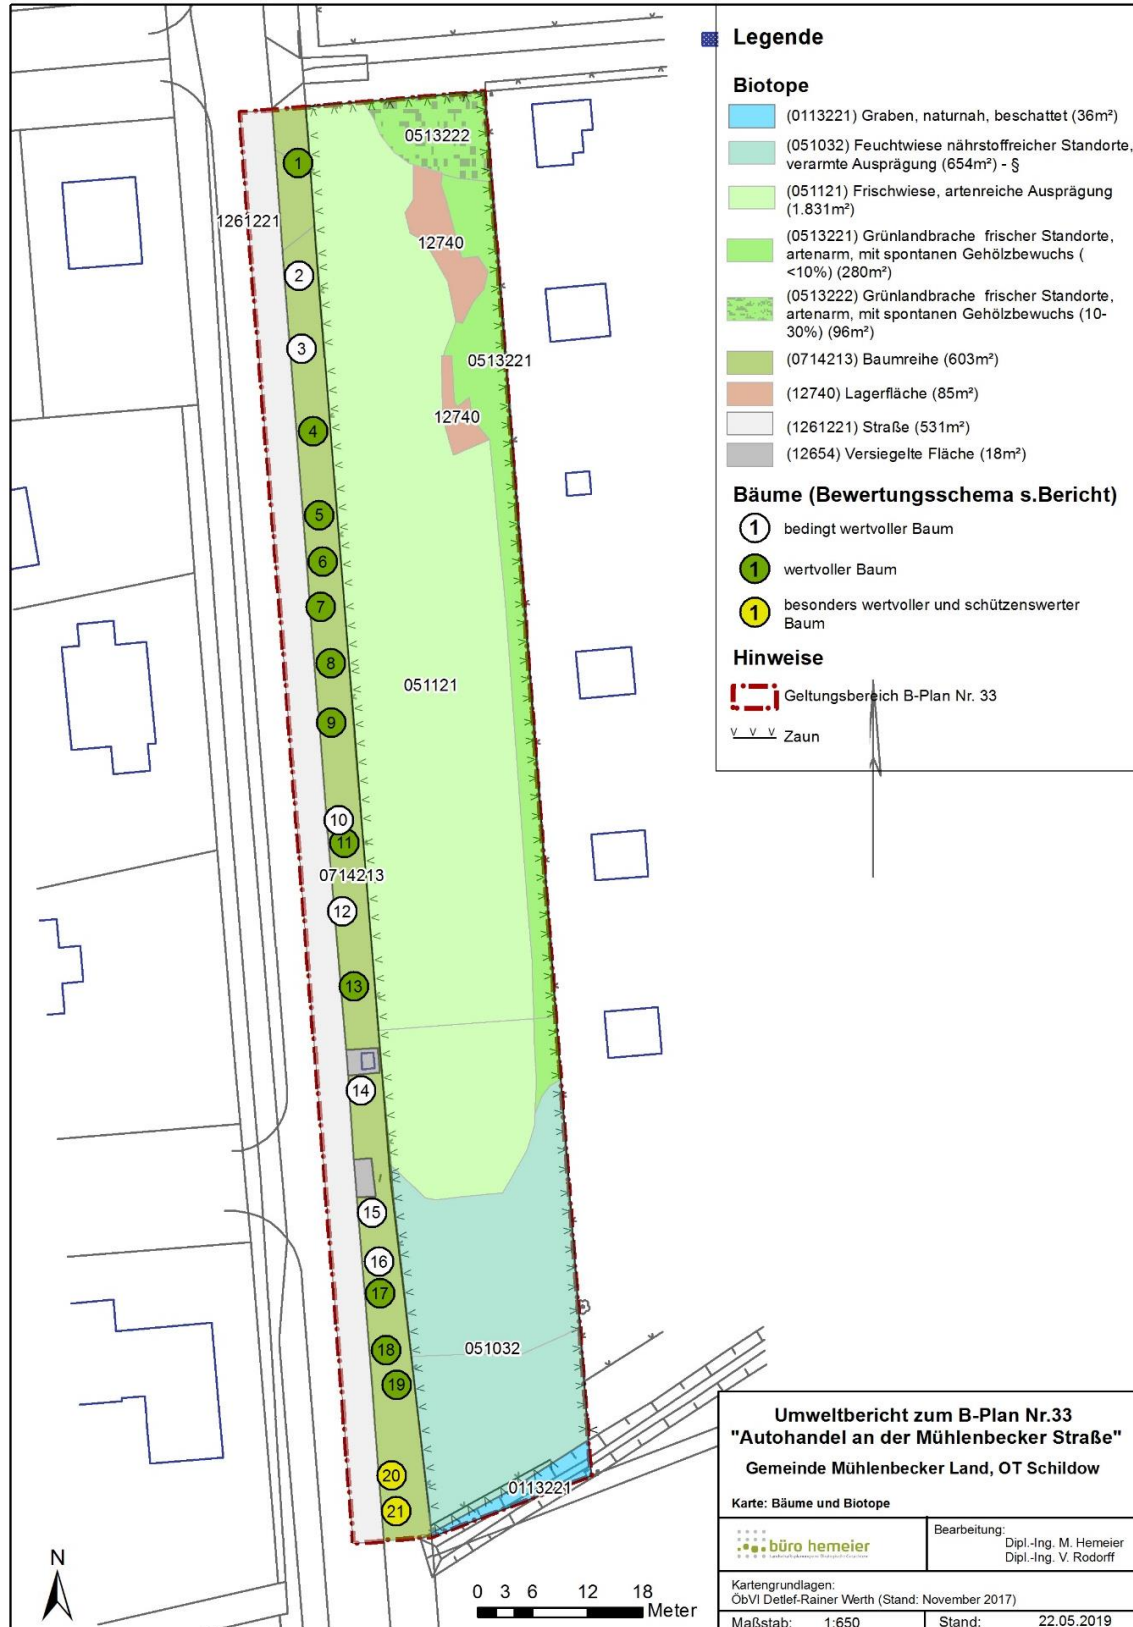 Legende
Biotope
(0113221) Graben, naturnah, beschattet (36m²)
(051032) Feuchtwiese nährstoffreicher Standorte,
verarmte Ausprägung (654m²) - §
(051121) Frischwiese, artenreiche Ausprägung
(1.831m²)
(0513221) Grünlandbrache frischer Standorte,
artenarm, mit spontanen Gehölzbewuchs (
<10%) (280m²)
(0513222) Grünlandbrache frischer Standorte,
artenarm, mit spontanen Gehölzbewuchs (10-
30%) (96m²)
(0714213) Baumreihe (603m²)
(12740) Lagerfläche (85m²)
(1261221) Straße (531m²)
(12654) Versiegelte Fläche (18m²)
Bäume (Bewertungsschema s.Bericht)
1 bedingt wertvoller Baum
1 wertvoller Baum
1 besonders wertvoller und schützenswerter
Baum
Hinweise
Geltungsbereich B-Plan Nr. 33
Zaun
0513222
1
1261221
12740
2
3
0513221
12740
4
5
6
7
8
051121
9
10
11
0714213
12
13
14
15
16
17
18
051032
19
20
0113221
21
N
0 3 6 12 18
Meter
Umweltbericht zum B-Plan Nr.33
"Autohandel an der Mühlenbecker Straße"
Gemeinde Mühlenbecker Land, OT Schildow
Karte: Bäume und Biotope
büro hemeier
Bearbeitung:
Dipl.-Ing. M. Hemeier
Dipl.-Ing. V. Rodorff
Kartengrundlagen:
ÖbVI Detlef-Rainer Werth (Stand: November 2017)
Maßstab: 1:650 Stand: 22.05.2019